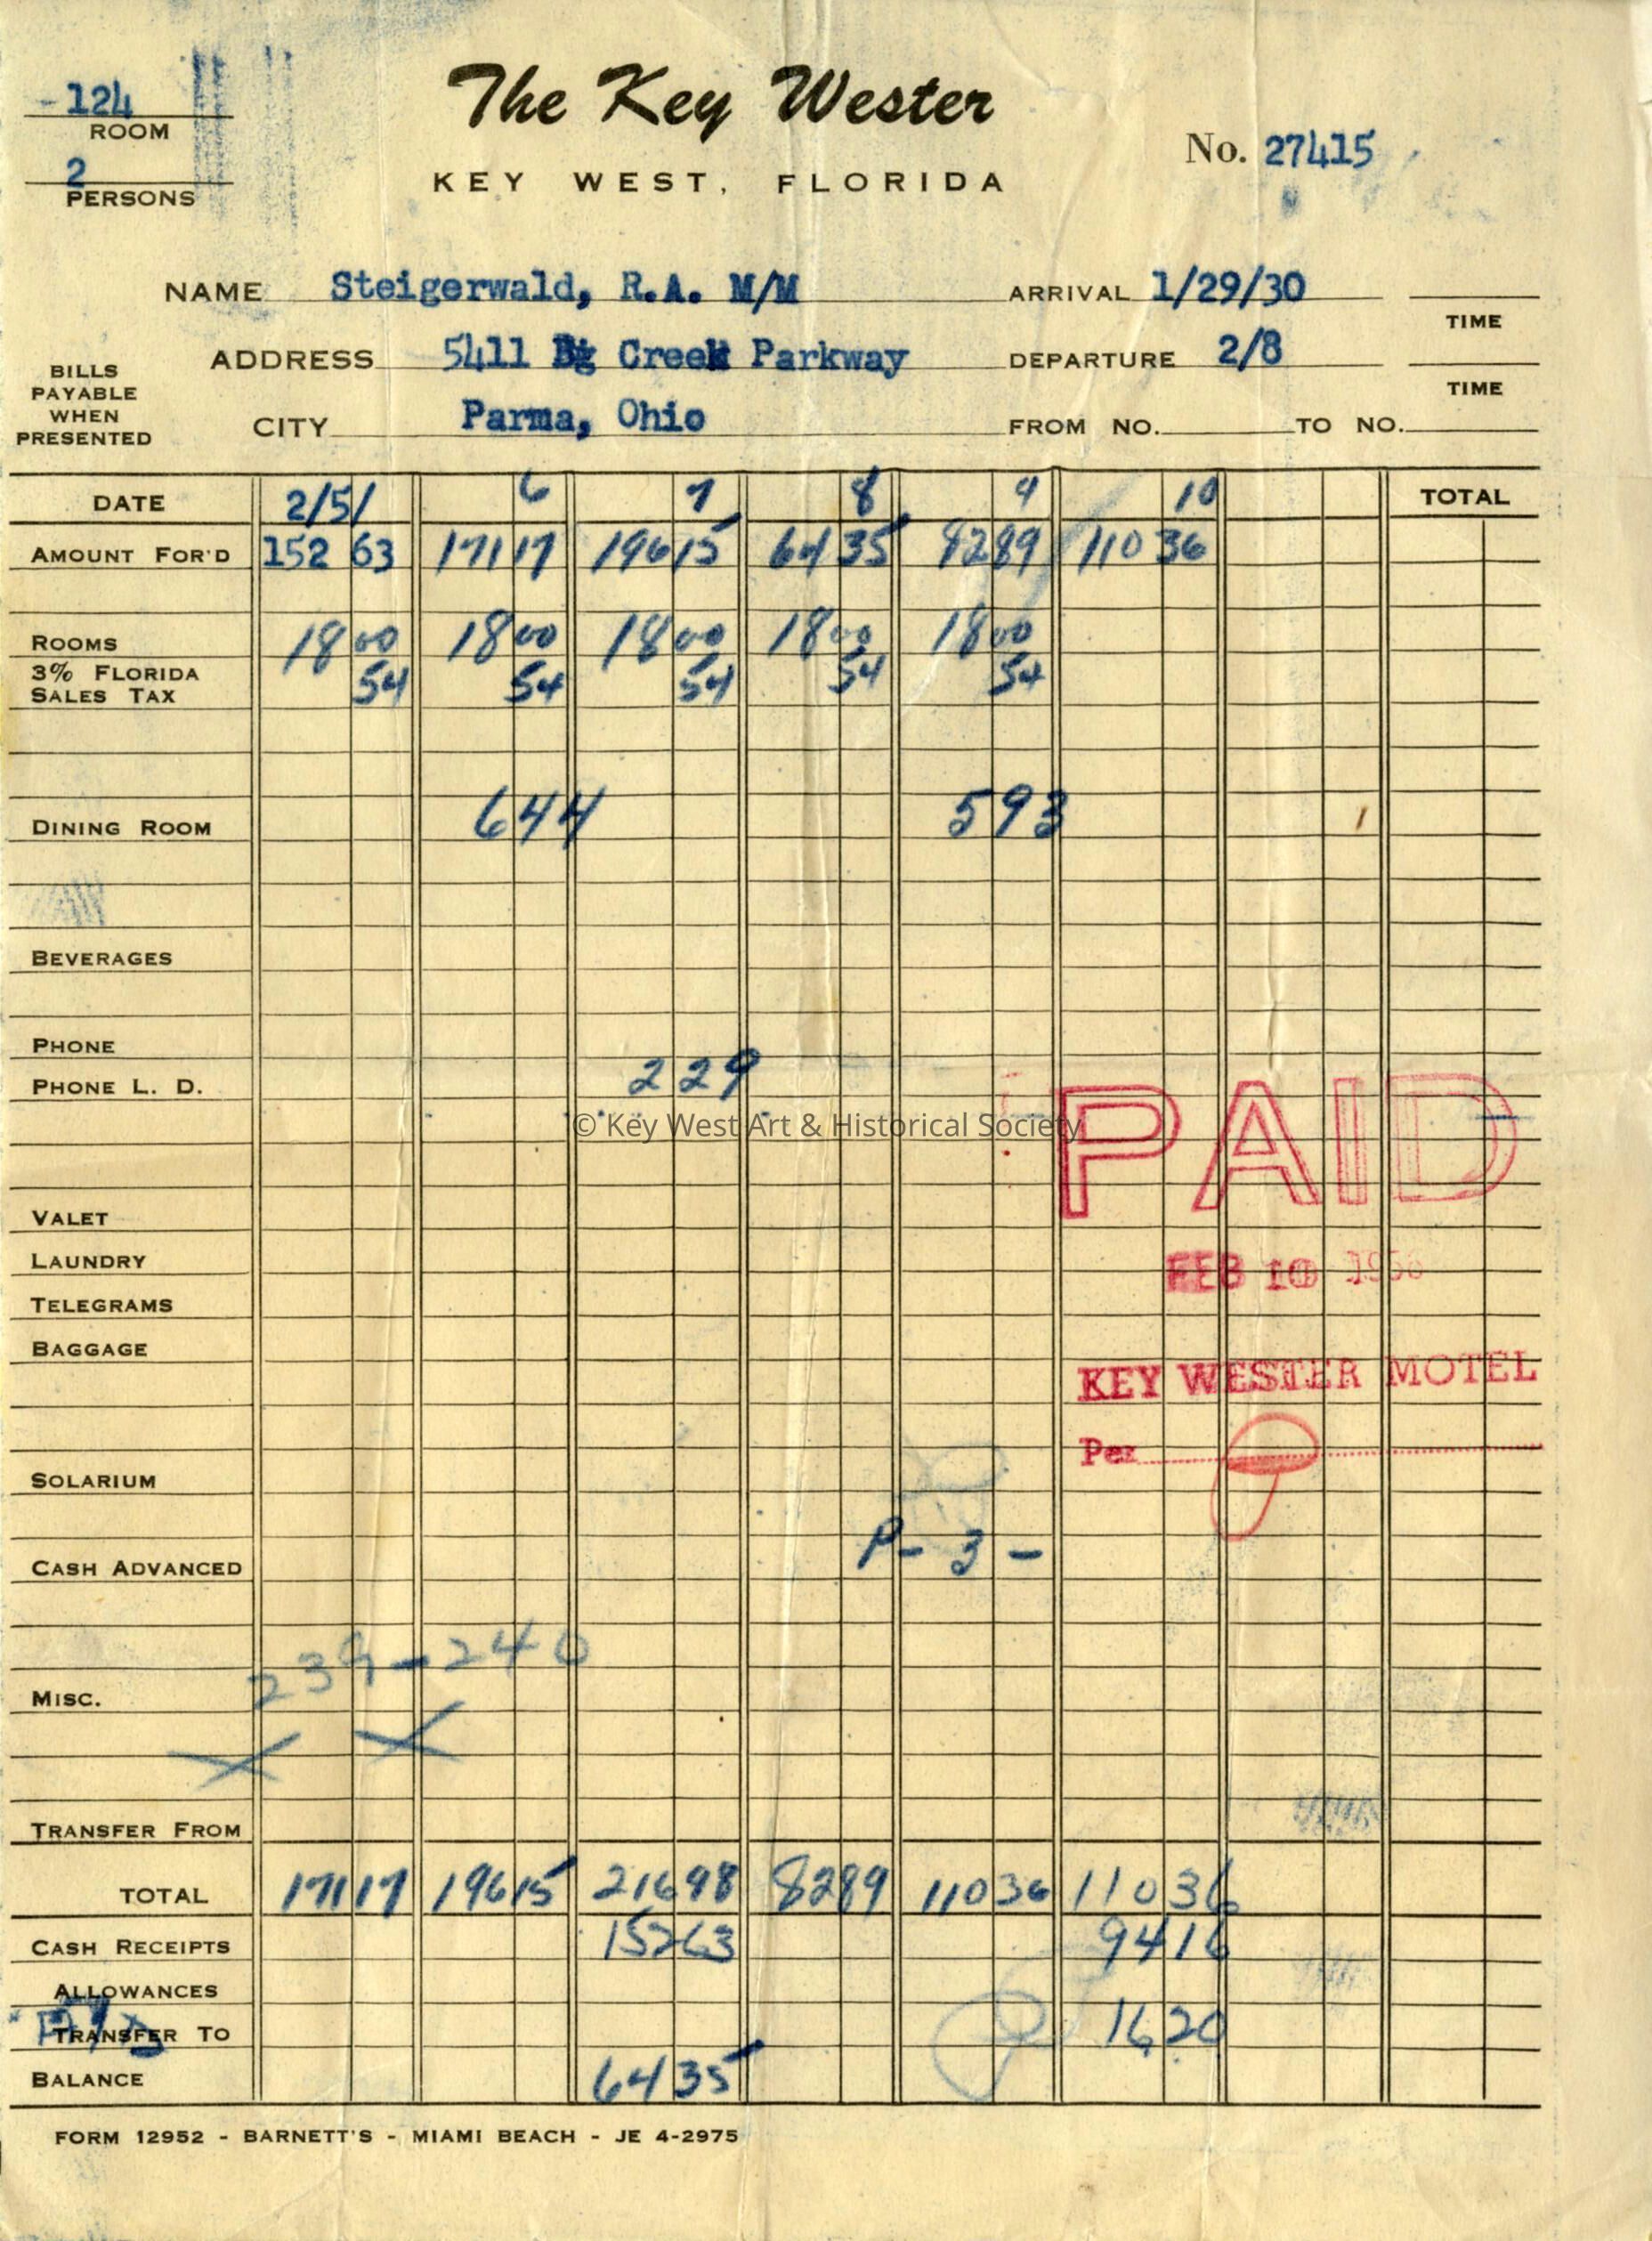 -124
ROOM
2
PERSONS
The Key Wester
KEY WEST, FLORIDA
No. 27415
NAME Steigerwald, R.A. M/M
ARRIVAL 1/29/30
TIME
ADDRESS 5411 Creek Parkway
DEPARTURE 2/8
TIME
BILLS
PAYABLE
WHEN
PRESENTED
CITY Parma, Ohio
FROM NO. TO NO.
DATE 2/5/ 6 7 8 9 10 TOTAL
AMOUNT FOR'D 152 63 171 17 196 15 64 35 82 89 110 36
ROOMS 18 00 18 00 18 00 18 00 18 00
3% FLORIDA
SALES TAX 54 54 54 54 54
DINING ROOM 6 44 5 93
BEVERAGES
PHONE
PHONE L. D. 2 29
© Key West Art & Historical Society
PAID
VALET
LAUNDRY
FEB 10
TELEGRAMS
BAGGAGE
KEY WESTER MOTEL
Per
SOLARIUM
CASH ADVANCED P- 3 -
239-240
MISC.
TRANSFER FROM
TOTAL 171 17 196 15 216 98 82 89 110 36 110 36
CASH RECEIPTS 152 63 94 16
ALLOWANCES
TRANSFER TO 16 20
BALANCE 64 35
FORM 12952 - BARNETT'S - MIAMI BEACH - JE 4-2975